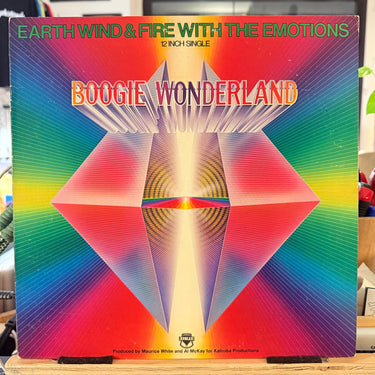 EARTH WIND & FIRE WITH THE EMOTIONS
12 INCH SINGLE
BOOGIE WONDERLAND
Produced by Maurice White and Al McKay for Kalimba Productions